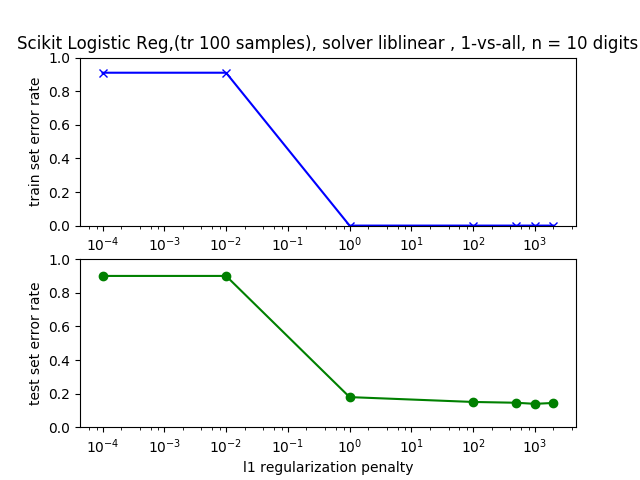 Scikit Logistic Reg,(tr 100 samples), solver liblinear , 1-vs-all, n = 10 digits
train set error rate
1.0
0.8
0.6
0.4
0.2
0.0
10⁻⁴ 10⁻³ 10⁻² 10⁻¹ 10⁰ 10¹ 10² 10³
test set error rate
1.0
0.8
0.6
0.4
0.2
0.0
10⁻⁴ 10⁻³ 10⁻² 10⁻¹ 10⁰ 10¹ 10² 10³
l1 regularization penalty